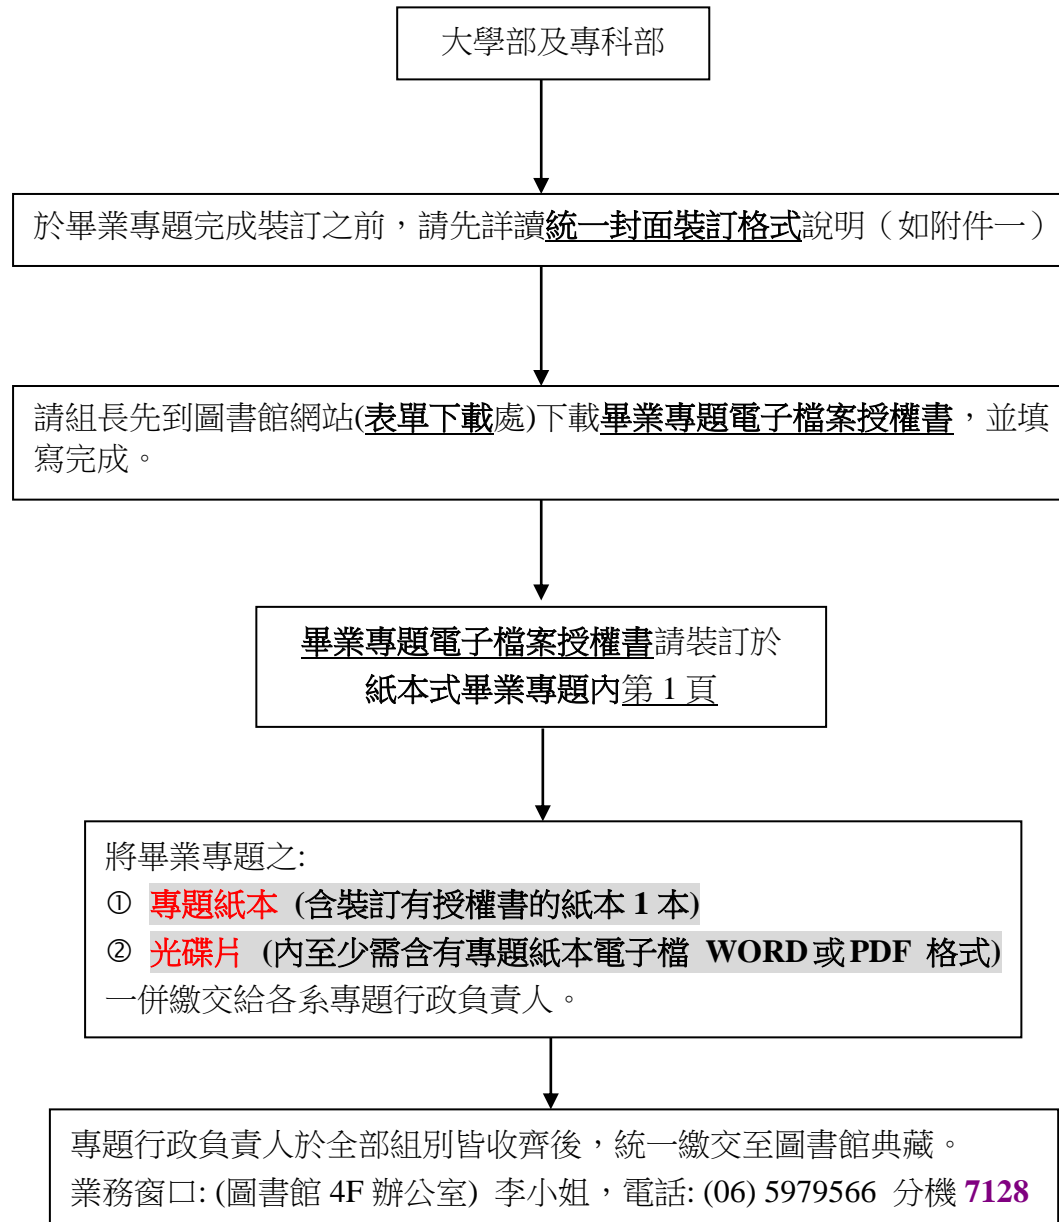 大學部及專科部
於畢業專題完成裝訂之前，請先詳讀統一封面裝訂格式說明（如附件一）
請組長先到圖書館網站(表單下載處)下載畢業專題電子檔案授權書，並填
寫完成。
畢業專題電子檔案授權書請裝訂於
紙本式畢業專題內第 1 頁
將畢業專題之:
① 專題紙本 (含裝訂有授權書的紙本 1 本)
② 光碟片 (內至少需含有專題紙本電子檔 WORD 或 PDF 格式)
一併繳交給各系專題行政負責人。
專題行政負責人於全部組別皆收齊後，統一繳交至圖書館典藏。
業務窗口: (圖書館 4F 辦公室) 李小姐，電話: (06) 5979566 分機 7128